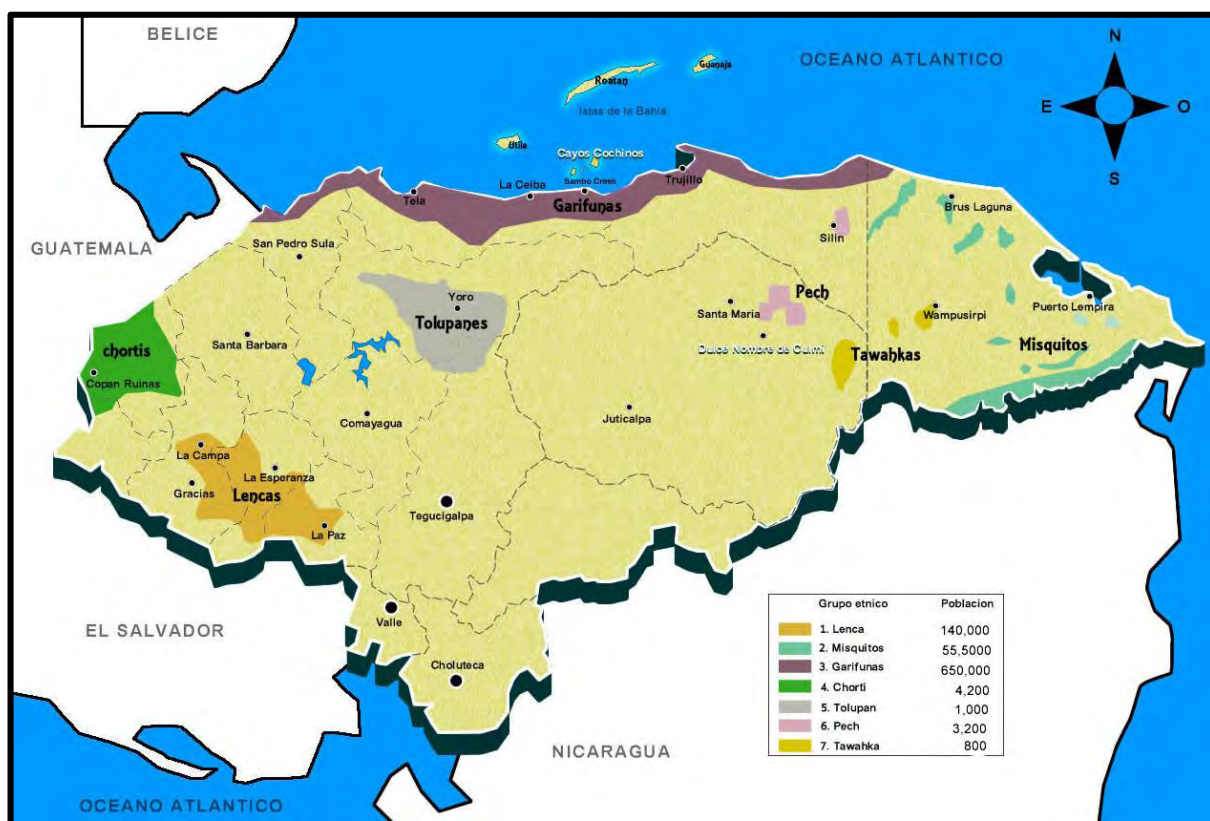 BELICE
OCEANO ATLANTICO
N
E
O
S
Guanaja
Roatan
Islas de la Bahia
Utila
Cayos Cochinos
Sambo Creek
La Ceiba
Trujillo
Tela
Garifunas
Brus Laguna
GUATEMALA
San Pedro Sula
Silin
Yoro
Tolupanes
Pech
Santa Maria
Dulce Nombre de Culmi
Wampusirpi
Puerto Lempira
Tawahkas
Misquitos
chortis
Copan Ruinas
Santa Barbara
Comayagua
Juticalpa
La Campa
La Esperanza
Gracias
Lencas
La Paz
Tegucigalpa
EL SALVADOR
Valle
Choluteca
NICARAGUA
OCEANO ATLANTICO
Grupo etnico Poblacion
1. Lenca 140,000
2. Misquitos 55,5000
3. Garifunas 650,000
4. Chorti 4,200
5. Tolupan 1,000
6. Pech 3,200
7. Tawahka 800